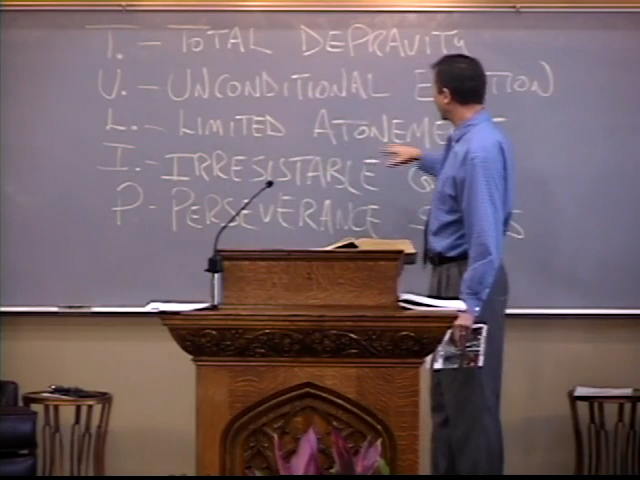 T. - TOTAL DEPRAVITY
U. - UNCONDITIONAL
L. - LIMITED ATONEME
I. - IRRESISTABLE
P - PERSEVERANCE